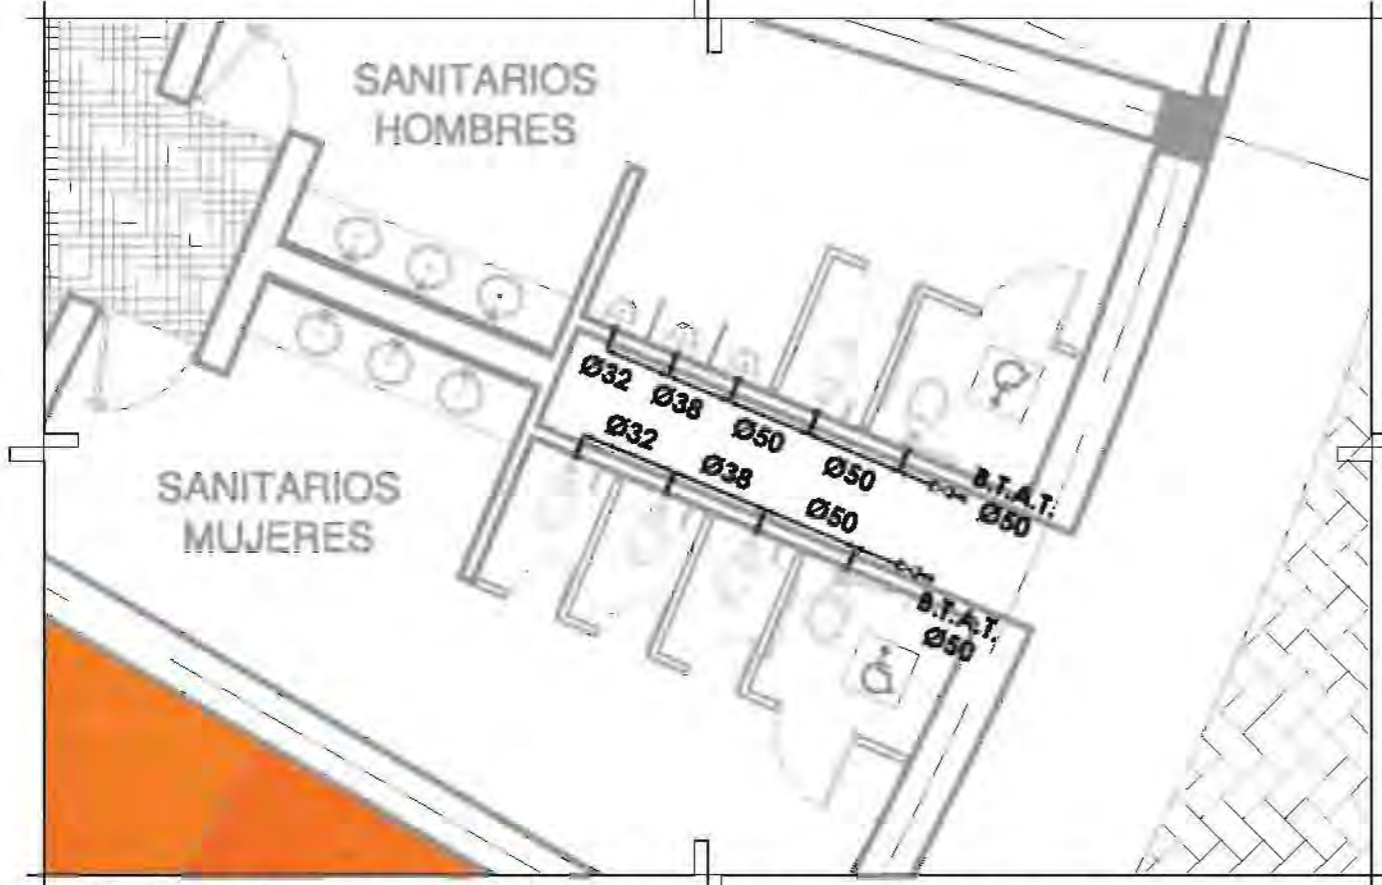 SANITARIOS
HOMBRES
Ø32
Ø38
Ø50
Ø50
B.T.A.T.
Ø50
Ø32
Ø38
Ø50
SANITARIOS
MUJERES
B.T.A.T.
Ø50